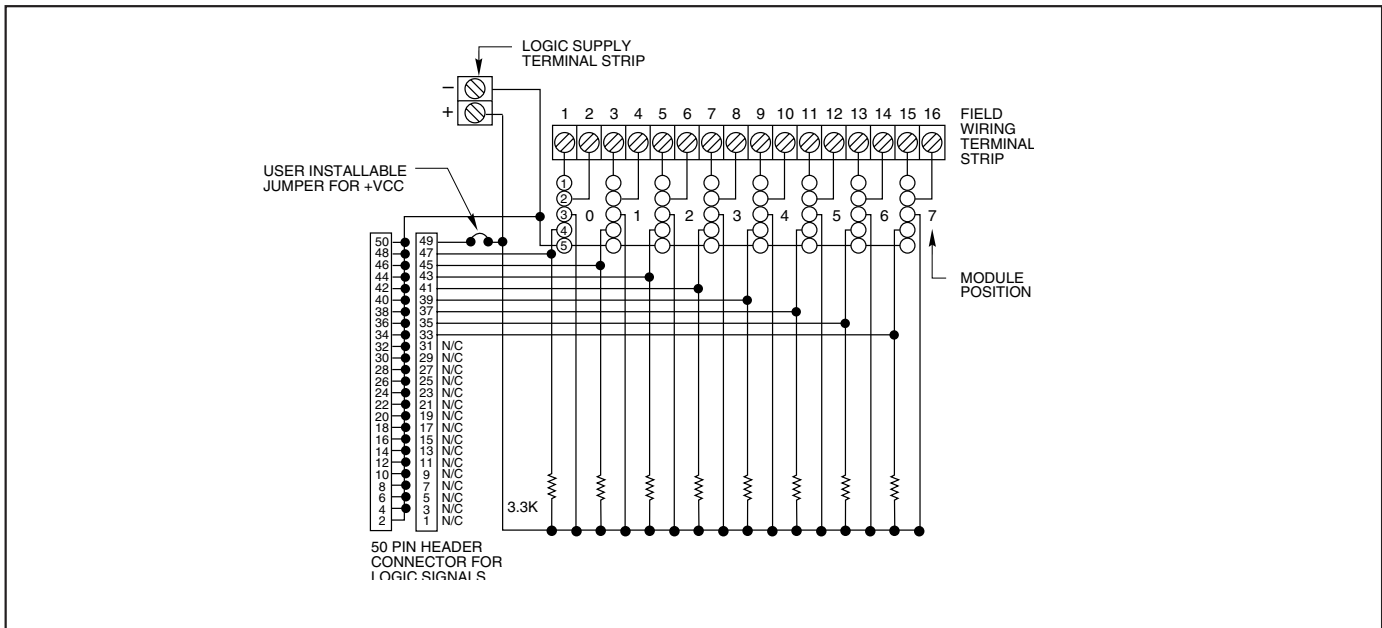 LOGIC SUPPLY
TERMINAL STRIP
−
+
1 2 3 4 5 6 7 8 9 10 11 12 13 14 15 16
FIELD
WIRING
TERMINAL
STRIP
USER INSTALLABLE
JUMPER FOR +VCC
1
2
3
4
5
0 1 2 3 4 5 6 7
MODULE
POSITION
50 49
48 47
46 45
44 43
42 41
40 39
38 37
36 35
34 33
32 31 N/C
30 29 N/C
28 27 N/C
26 25 N/C
24 23 N/C
22 21 N/C
20 19 N/C
18 17 N/C
16 15 N/C
14 13 N/C
12 11 N/C
10 9 N/C
8 7 N/C
6 5 N/C
4 3 N/C
2 1 N/C
3.3K
50 PIN HEADER
CONNECTOR FOR
LOGIC SIGNALS